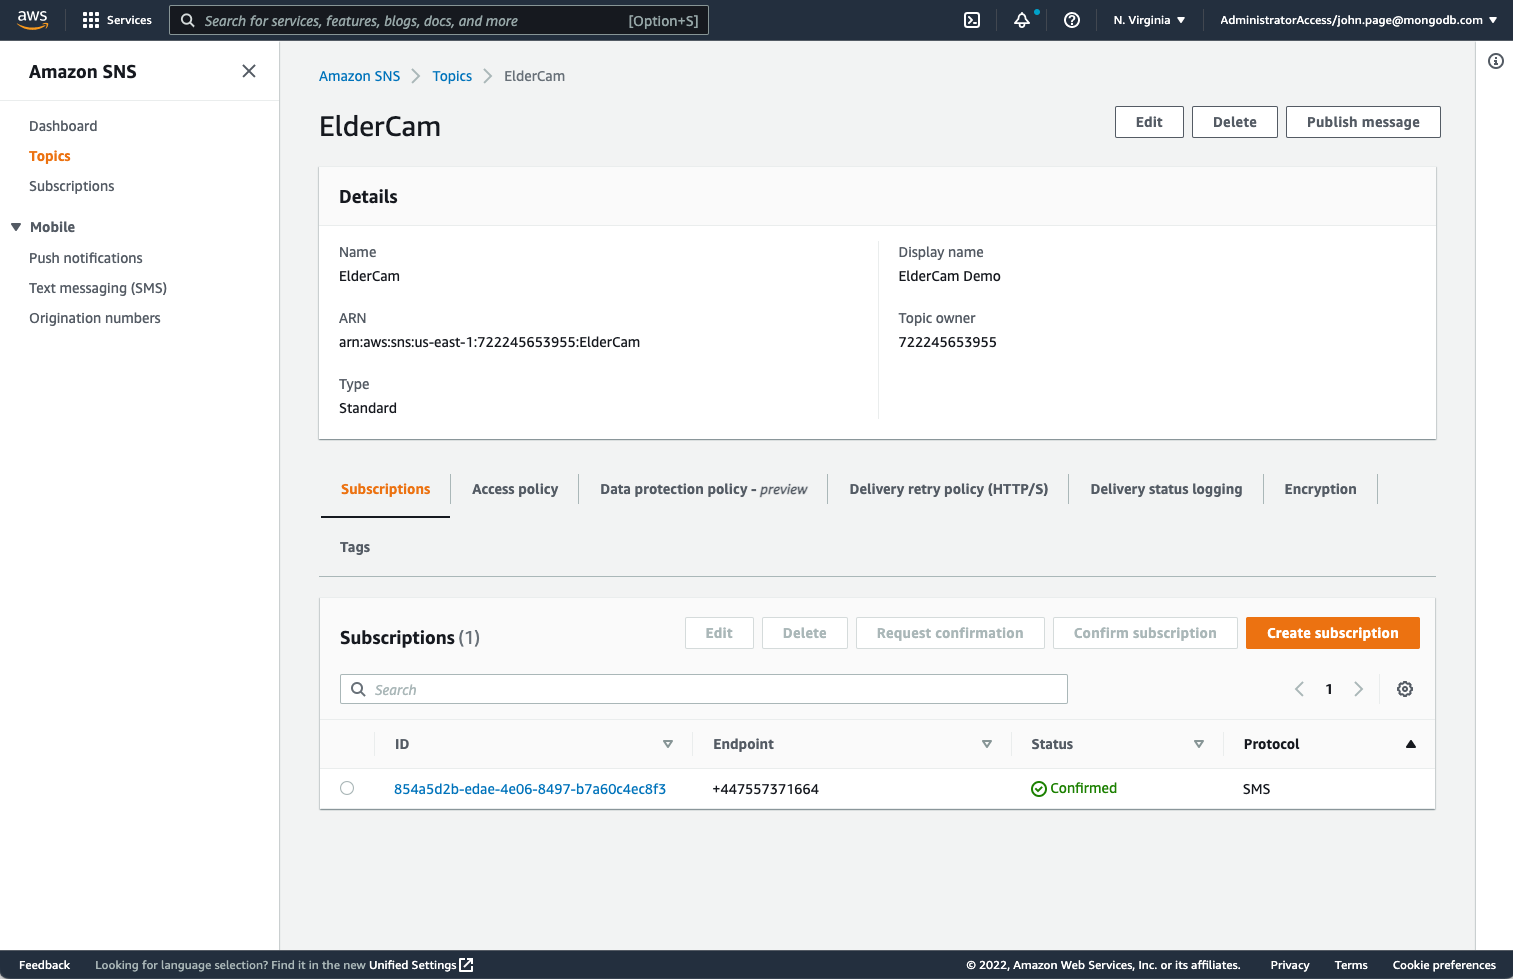 aws
Services
Search for services, features, blogs, docs, and more [Option+S]
N. Virginia
AdministratorAccess/john.page@mongodb.com
Amazon SNS
Dashboard
Topics
Subscriptions
Mobile
Push notifications
Text messaging (SMS)
Origination numbers
Amazon SNS Topics ElderCam
ElderCam
Edit Delete Publish message
Details
Name
ElderCam
ARN
arn:aws:sns:us-east-1:722245653955:ElderCam
Type
Standard
Display name
ElderCam Demo
Topic owner
722245653955
Subscriptions Access policy Data protection policy - preview Delivery retry policy (HTTP/S) Delivery status logging Encryption
Tags
Subscriptions (1)
Edit Delete Request confirmation Confirm subscription Create subscription
Search
1
ID Endpoint Status Protocol
854a5d2b-edae-4e06-8497-b7a60c4ec8f3 +447557371664 Confirmed SMS
Feedback Looking for language selection? Find it in the new Unified Settings © 2022, Amazon Web Services, Inc. or its affiliates. Privacy Terms Cookie preferences